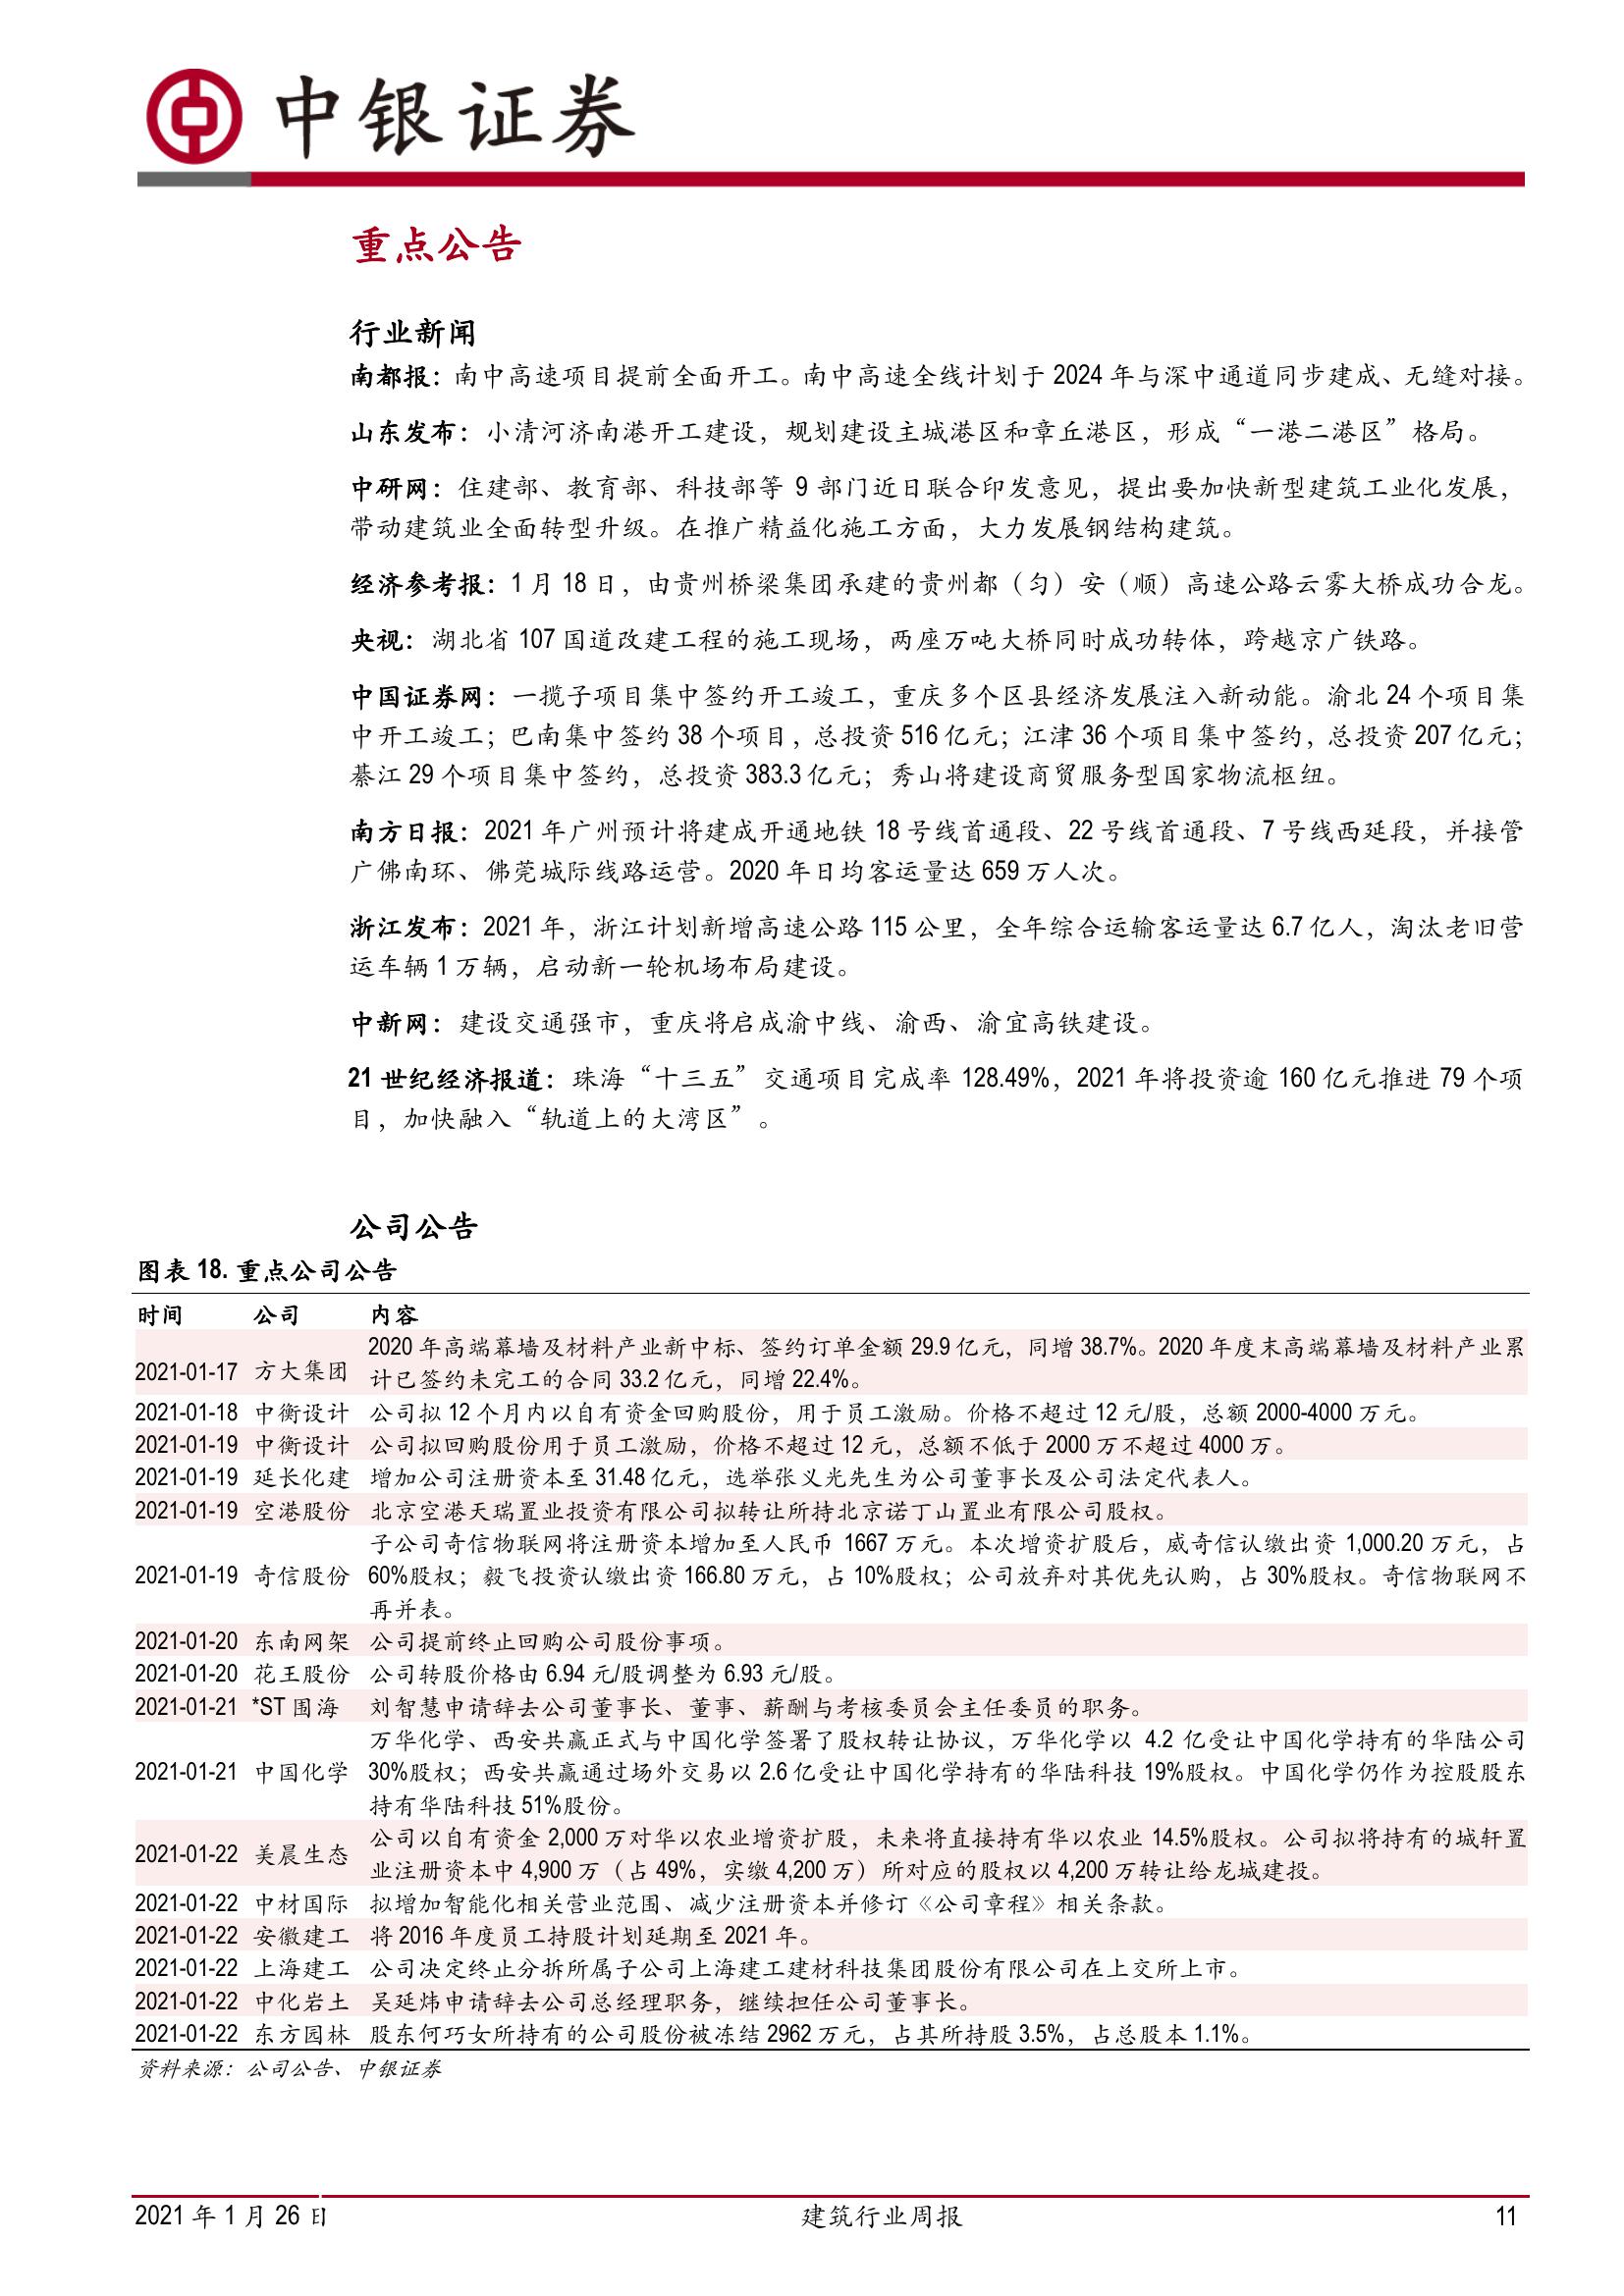 中银证券
重点公告
行业新闻
南都报：南中高速项目提前全面开工。南中高速全线计划于 2024 年与深中通道同步建成、无缝对接。
山东发布：小清河济南港开工建设，规划建设主城港区和章丘港区，形成“一港二港区”格局。
中研网：住建部、教育部、科技部等 9 部门近日联合印发意见，提出要加快新型建筑工业化发展，
带动建筑业全面转型升级。在推广精益化施工方面，大力发展钢结构建筑。
经济参考报：1 月 18 日，由贵州桥梁集团承建的贵州都（匀）安（顺）高速公路云雾大桥成功合龙。
央视：湖北省 107 国道改建工程的施工现场，两座万吨大桥同时成功转体，跨越京广铁路。
中国证券网：一揽子项目集中签约开工竣工，重庆多个区县经济发展注入新动能。渝北 24 个项目集
中开工竣工；巴南集中签约 38 个项目，总投资 516 亿元；江津 36 个项目集中签约，总投资 207 亿元；
綦江 29 个项目集中签约，总投资 383.3 亿元；秀山将建设商贸服务型国家物流枢纽。
南方日报：2021 年广州预计将建成开通地铁 18 号线首通段、22 号线首通段、7 号线西延段，并接管
广佛南环、佛莞城际线路运营。2020 年日均客运量达 659 万人次。
浙江发布：2021 年，浙江计划新增高速公路 115 公里，全年综合运输客运量达 6.7 亿人，淘汰老旧营
运车辆 1 万辆，启动新一轮机场布局建设。
中新网：建设交通强市，重庆将启成渝中线、渝西、渝宜高铁建设。
21 世纪经济报道：珠海“十三五”交通项目完成率 128.49%，2021 年将投资逾 160 亿元推进 79 个项
目，加快融入“轨道上的大湾区”。
公司公告
图表 18. 重点公司公告
时间 公司 内容
2020 年高端幕墙及材料产业新中标、签约订单金额 29.9 亿元，同增 38.7%。2020 年度末高端幕墙及材料产业累
2021-01-17 方大集团 计已签约未完工的合同 33.2 亿元，同增 22.4%。
2021-01-18 中衡设计 公司拟 12 个月内以自有资金回购股份，用于员工激励。价格不超过 12 元/股，总额 2000-4000 万元。
2021-01-19 中衡设计 公司拟回购股份用于员工激励，价格不超过 12 元，总额不低于 2000 万不超过 4000 万。
2021-01-19 延长化建 增加公司注册资本至 31.48 亿元，选举张义光先生为公司董事长及公司法定代表人。
2021-01-19 空港股份 北京空港天瑞置业投资有限公司拟转让所持北京诺丁山置业有限公司股权。
子公司奇信物联网将注册资本增加至人民币 1667 万元。本次增资扩股后，威奇信认缴出资 1,000.20 万元，占
2021-01-19 奇信股份 60%股权；毅飞投资认缴出资 166.80 万元，占 10%股权；公司放弃对其优先认购，占 30%股权。奇信物联网不
再并表。
2021-01-20 东南网架 公司提前终止回购公司股份事项。
2021-01-20 花王股份 公司转股价格由 6.94 元/股调整为 6.93 元/股。
2021-01-21 *ST 围海 刘智慧申请辞去公司董事长、董事、薪酬与考核委员会主任委员的职务。
万华化学、西安共赢正式与中国化学签署了股权转让协议，万华化学以 4.2 亿受让中国化学持有的华陆公司
2021-01-21 中国化学 30%股权；西安共赢通过场外交易以 2.6 亿受让中国化学持有的华陆科技 19%股权。中国化学仍作为控股股东
持有华陆科技 51%股份。
公司以自有资金 2,000 万对华以农业增资扩股，未来将直接持有华以农业 14.5%股权。公司拟将持有的城轩置
2021-01-22 美晨生态 业注册资本中 4,900 万（占 49%，实缴 4,200 万）所对应的股权以 4,200 万转让给龙城建投。
2021-01-22 中材国际 拟增加智能化相关营业范围、减少注册资本并修订《公司章程》相关条款。
2021-01-22 安徽建工 将 2016 年度员工持股计划延期至 2021 年。
2021-01-22 上海建工 公司决定终止分拆所属子公司上海建工建材科技集团股份有限公司在上交所上市。
2021-01-22 中化岩土 吴延炜申请辞去公司总经理职务，继续担任公司董事长。
2021-01-22 东方园林 股东何巧女所持有的公司股份被冻结 2962 万元，占其所持股 3.5%，占总股本 1.1%。
资料来源：公司公告、中银证券
2021 年 1 月 26 日 建筑行业周报 11